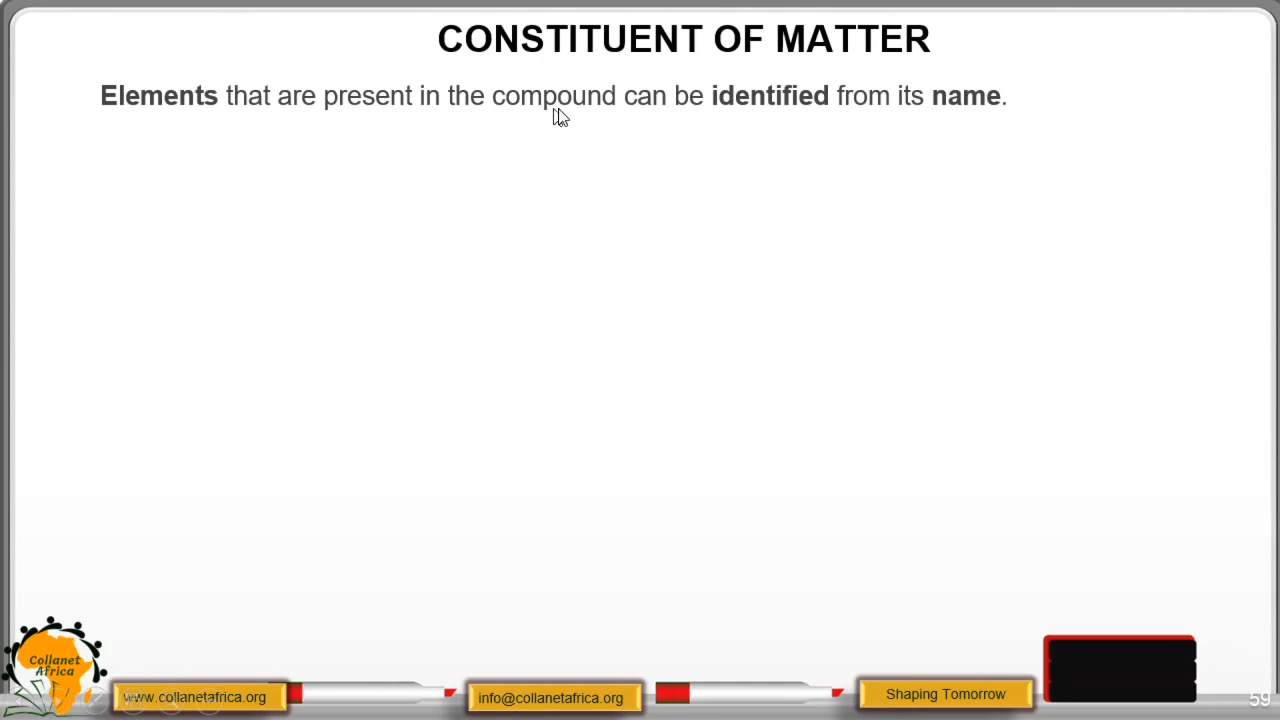 CONSTITUENT OF MATTER
Elements that are present in the compound can be identified from its name.
Collanet
Africa
www.collanetafrica.org
info@collanetafrica.org
Shaping Tomorrow
59